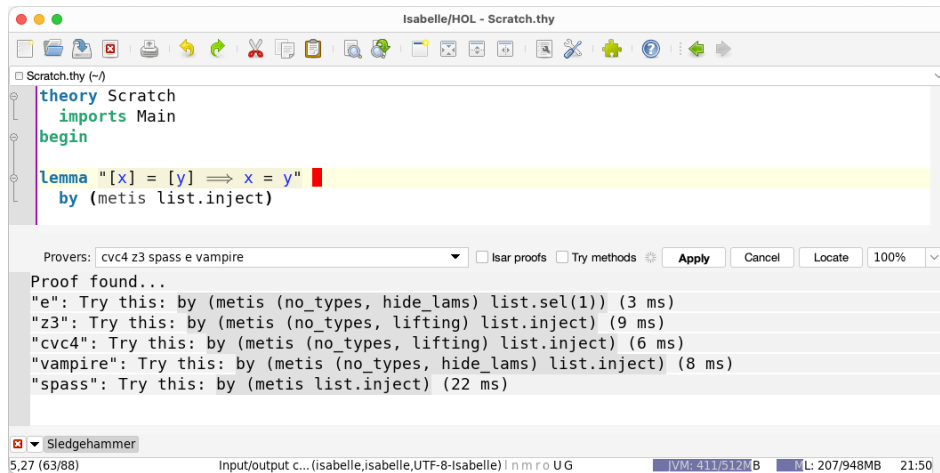 Isabelle/HOL - Scratch.thy
Scratch.thy (~/)
theory Scratch
imports Main
begin
lemma "[x] = [y] ⟹ x = y"
by (metis list.inject)
Provers: cvc4 z3 spass e vampire Isar proofs Try methods Apply Cancel Locate 100%
Proof found...
"e": Try this: by (metis (no_types, hide_lams) list.sel(1)) (3 ms)
"z3": Try this: by (metis (no_types, lifting) list.inject) (9 ms)
"cvc4": Try this: by (metis (no_types, lifting) list.inject) (6 ms)
"vampire": Try this: by (metis (no_types, hide_lams) list.inject) (8 ms)
"spass": Try this: by (metis list.inject) (22 ms)
Sledgehammer
5,27 (63/88) Input/output c... (isabelle,isabelle,UTF-8-Isabelle) l n m r o U G JVM: 411/512MB ML: 207/948MB 21:50